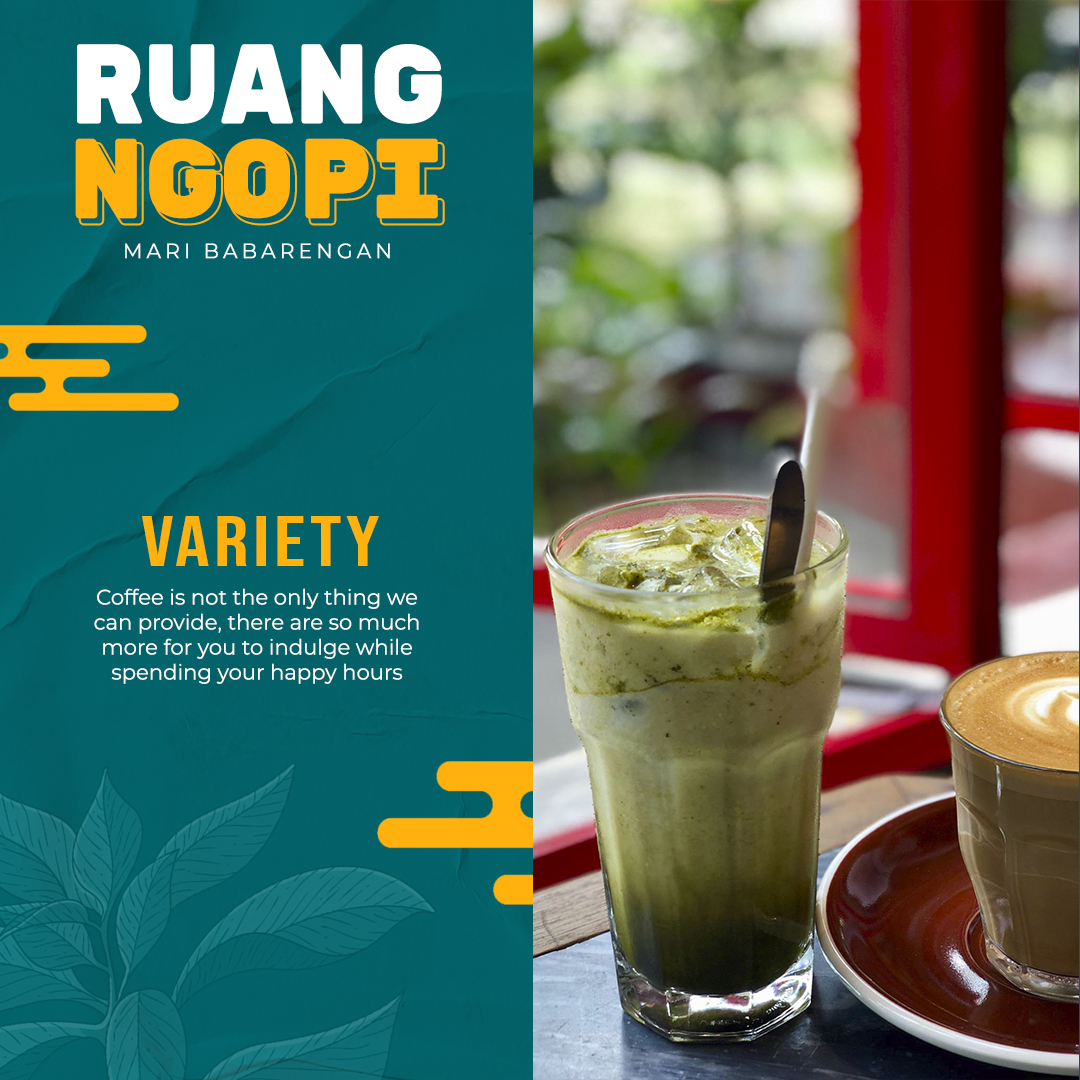 RUANG
NGOPI
MARI BABARENGAN
VARIETY
Coffee is not the only thing we
can provide, there are so much
more for you to indulge while
spending your happy hours